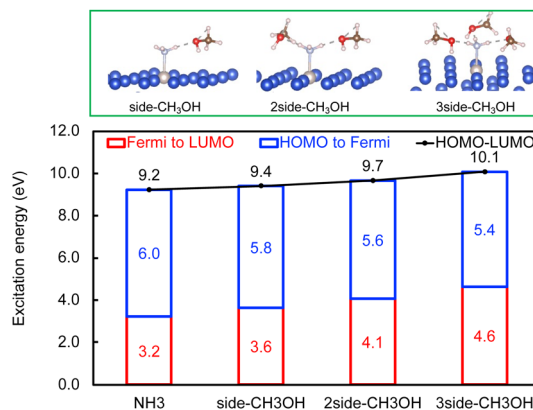 side-CH₃OH 2side-CH₃OH 3side-CH₃OH
Fermi to LUMO HOMO to Fermi HOMO-LUMO
Excitation energy (eV)
12.0
10.0
8.0
6.0
4.0
2.0
0.0
9.2 9.4 9.7 10.1
6.0 5.8 5.6 5.4
3.2 3.6 4.1 4.6
NH3 side-CH3OH 2side-CH3OH 3side-CH3OH